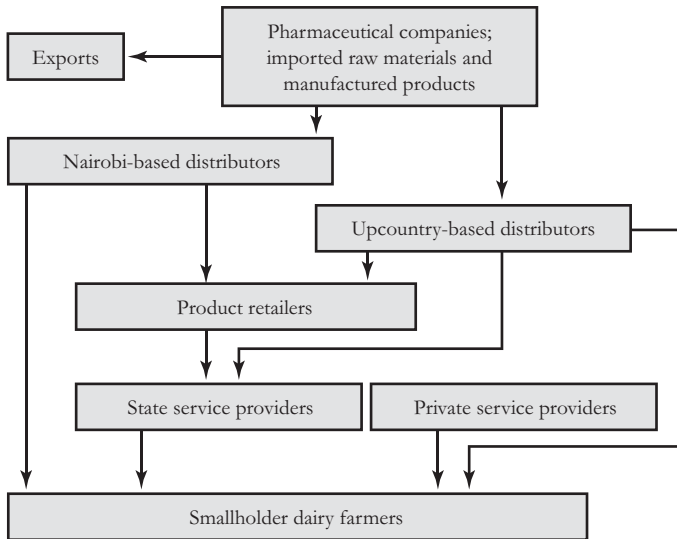 Pharmaceutical companies;
imported raw materials and
manufactured products
Exports
Nairobi-based distributors
Upcountry-based distributors
Product retailers
State service providers
Private service providers
Smallholder dairy farmers